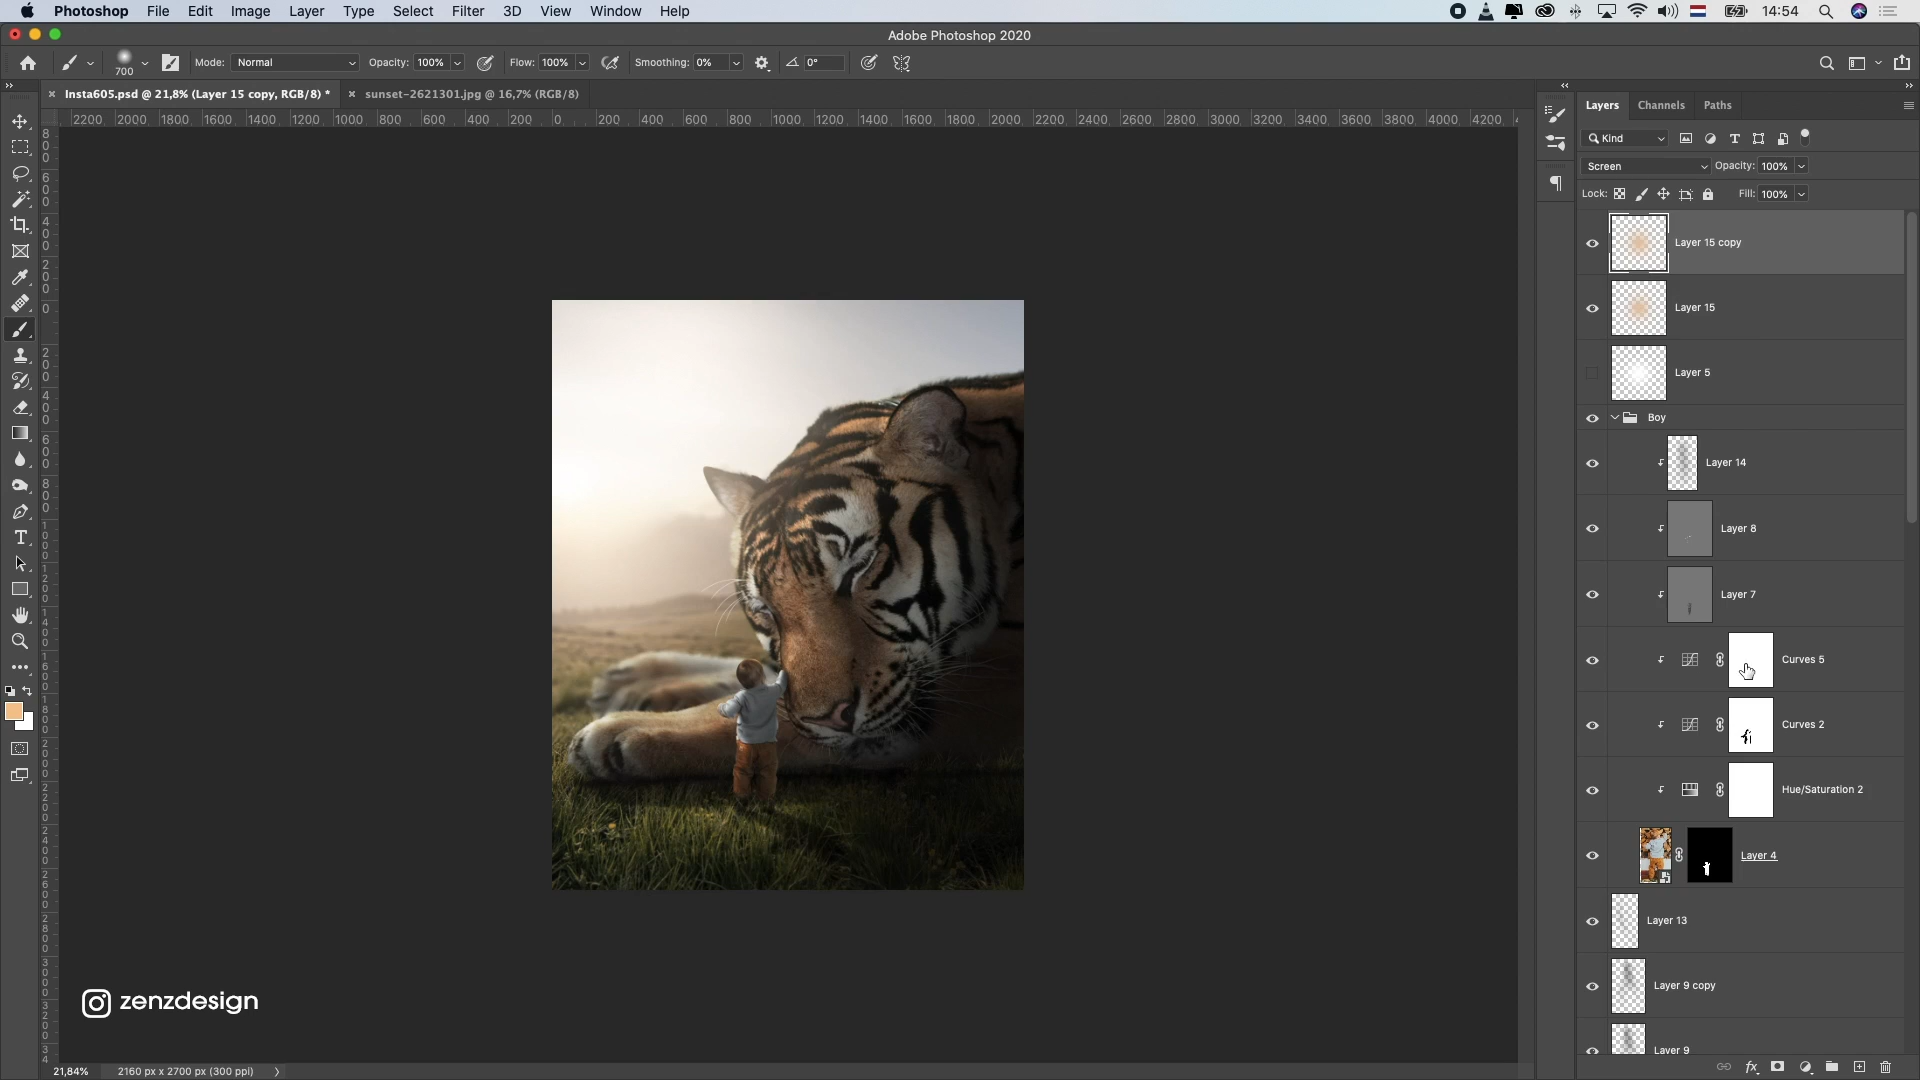 Photoshop File Edit Image Layer Type Select Filter 3D View Window Help 14:54
Adobe Photoshop 2020
700 Mode: Normal Opacity: 100% Flow: 100% Smoothing: 0% 0°
Insta605.psd @ 21,8% (Layer 15 copy, RGB/8) * sunset-2621301.jpg @ 16,7% (RGB/8)
2200 2000 1800 1600 1400 1200 1000 800 600 400 200 0 200 400 600 800 1000 1200 1400 1600 1800 2000 2200 2400 2600 2800 3000 3200 3400 3600 3800 4000 4200
Layers Channels Paths
Kind
Screen Opacity: 100%
Lock: Fill: 100%
Layer 15 copy
Layer 15
Layer 5
Boy
Layer 14
Layer 8
Layer 7
Curves 5
Curves 2
Hue/Saturation 2
Layer 4
Layer 13
Layer 9 copy
Layer 9
zenzdesign
21,84% 2160 px x 2700 px (300 ppi)